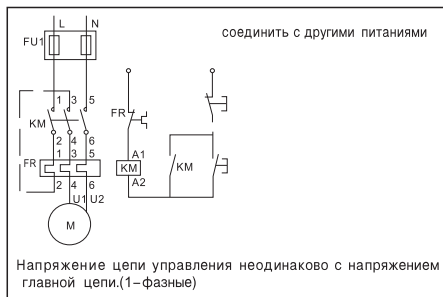 L N
FU1
соединить с другими питаниями
1 3 5
KM
2 4 6
FR
1 3 5
2 4 6
U1 U2
M
FR
A1
KM
A2
KM
Напряжение цепи управления неодинаково с напряжением
главной цепи.(1-фазные)